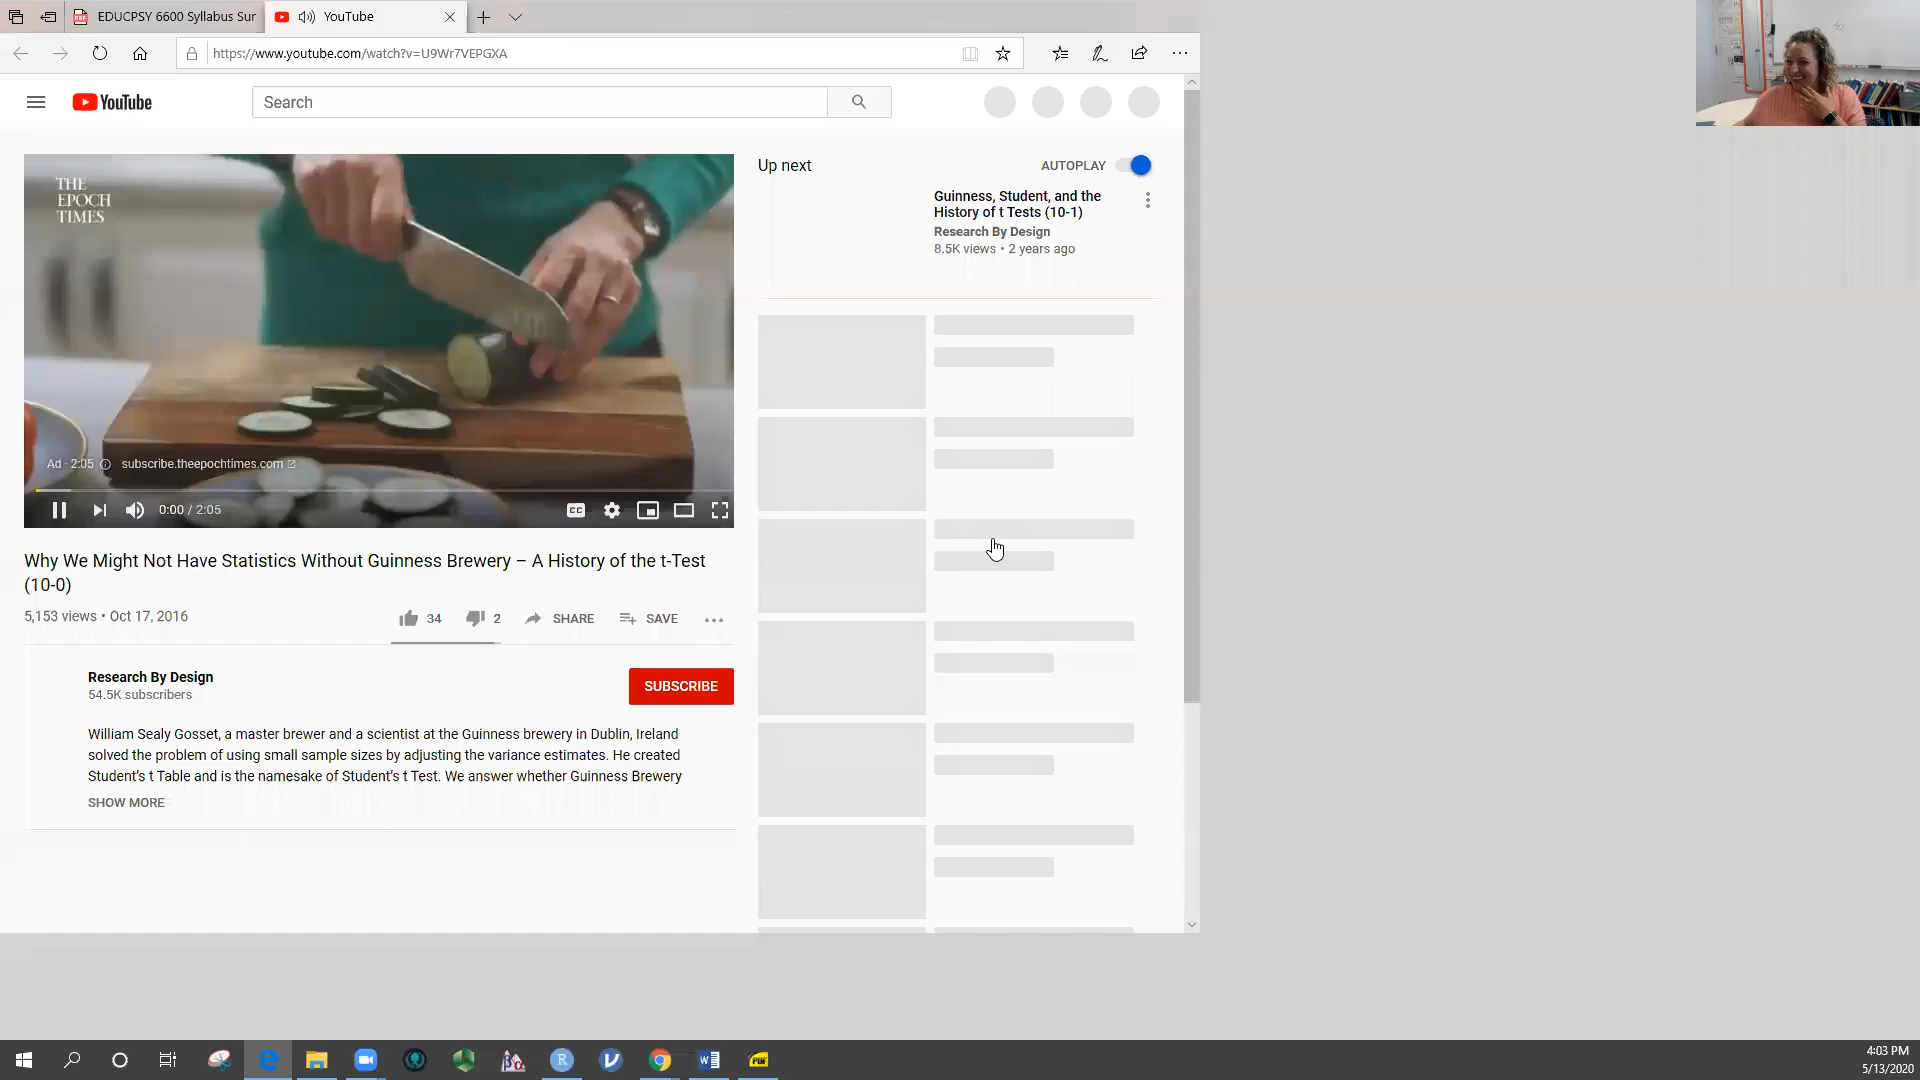 EDUCPSY 6600 Syllabus Sur
YouTube
https://www.youtube.com/watch?v=U9Wr7VEPGXA
YouTube
Search
THE
EPOCH
TIMES
Ad · 2:05
subscribe.theepochtimes.com
0:00 / 2:05
CC
Why We Might Not Have Statistics Without Guinness Brewery – A History of the t-Test
(10-0)
5,153 views • Oct 17, 2016
34
2
SHARE
SAVE
Research By Design
54.5K subscribers
SUBSCRIBE
William Sealy Gosset, a master brewer and a scientist at the Guinness brewery in Dublin, Ireland
solved the problem of using small sample sizes by adjusting the variance estimates. He created
Student's t Table and is the namesake of Student's t Test. We answer whether Guinness Brewery
SHOW MORE
Up next
AUTOPLAY
Guinness, Student, and the
History of t Tests (10-1)
Research By Design
8.5K views • 2 years ago
4:03 PM
5/13/2020